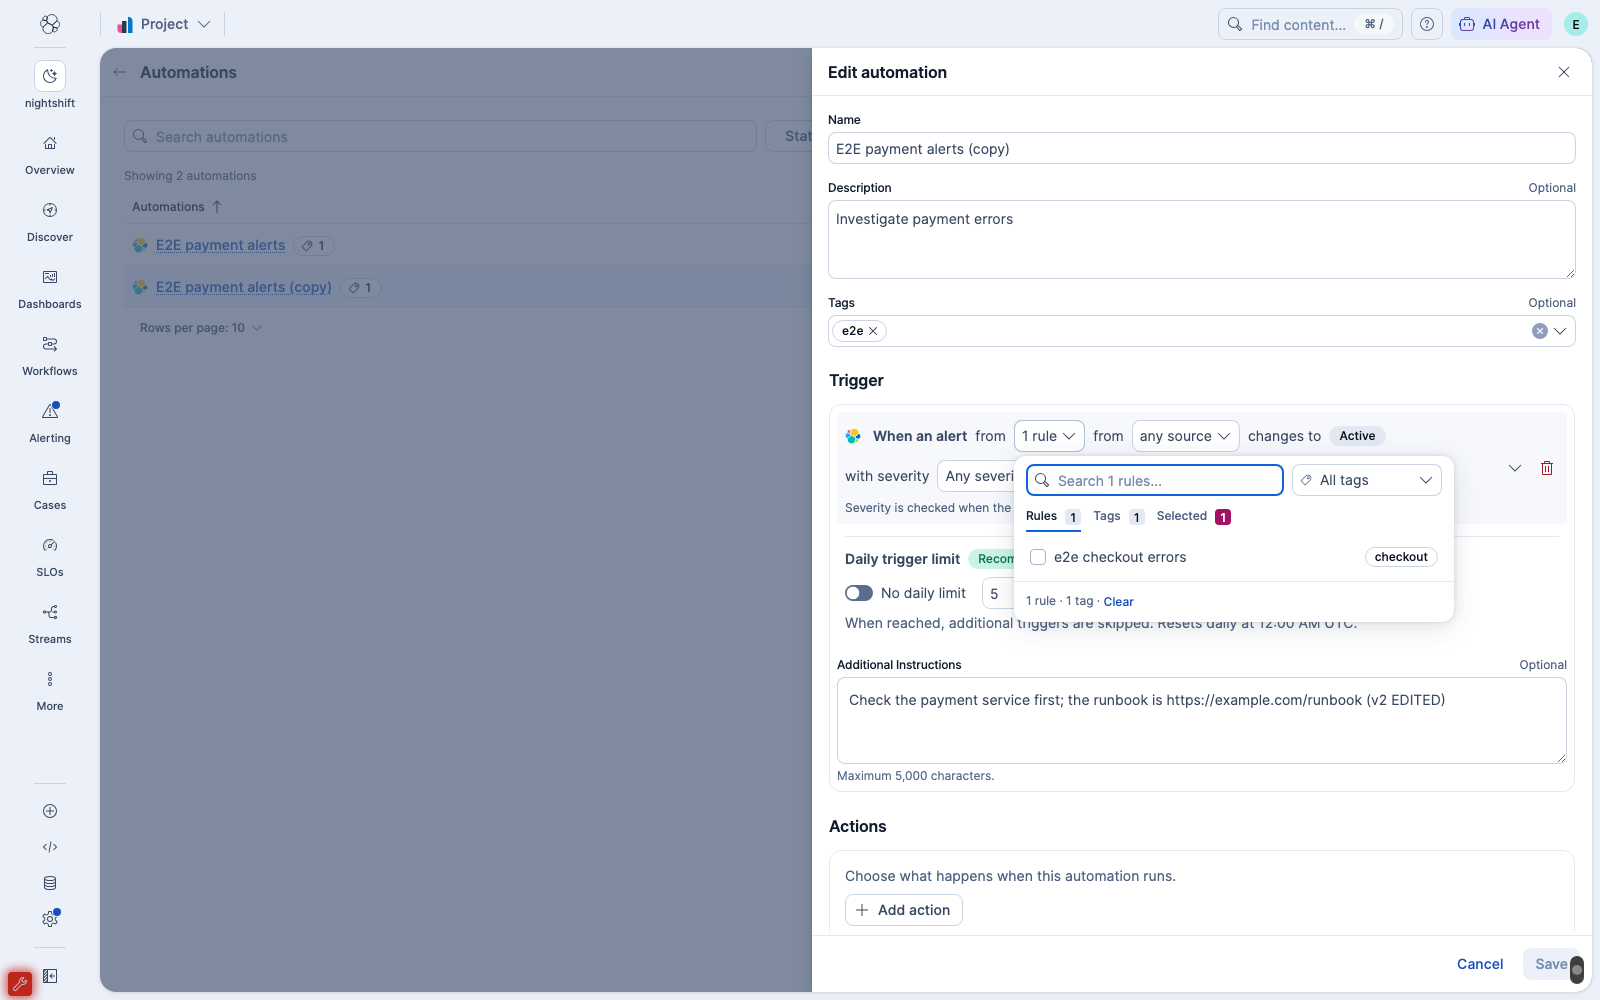 Project
Find content...
⌘ /
AI Agent
E
nightshift
Overview
Discover
Dashboards
Workflows
Alerting
Cases
SLOs
Streams
More
Automations
Search automations
Stat
Showing 2 automations
Automations
E2E payment alerts
1
E2E payment alerts (copy)
1
Rows per page: 10
Edit automation
Name
E2E payment alerts (copy)
Description
Optional
Investigate payment errors
Tags
Optional
e2e
Trigger
When an alert from 1 rule from any source changes to Active
with severity Any severi
Severity is checked when the
Search 1 rules...
All tags
Rules 1 Tags 1 Selected 1
e2e checkout errors
checkout
1 rule · 1 tag · Clear
Daily trigger limit Recom
No daily limit
5
When reached, additional triggers are skipped. Resets daily at 12:00 AM UTC.
Additional Instructions
Optional
Check the payment service first; the runbook is https://example.com/runbook (v2 EDITED)
Maximum 5,000 characters.
Actions
Choose what happens when this automation runs.
Add action
Cancel
Save